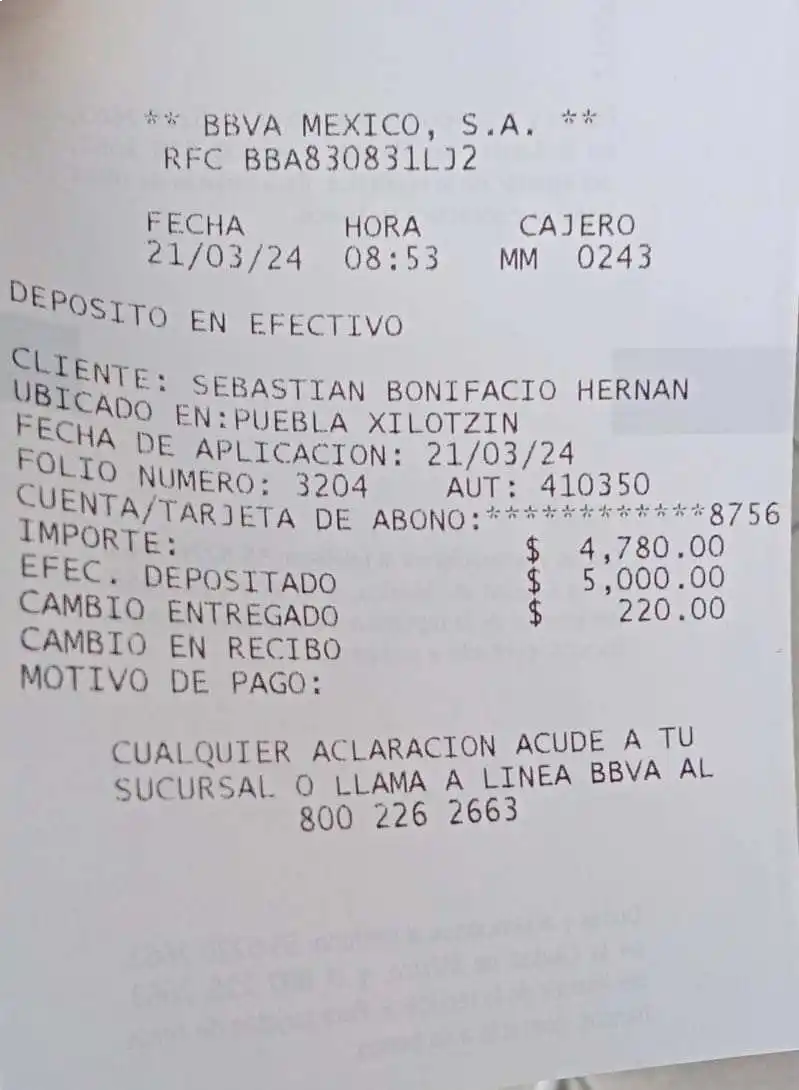 ** BBVA MEXICO, S.A. **
RFC BBA830831LJ2
FECHA HORA CAJERO
21/03/24 08:53 MM 0243
DEPOSITO EN EFECTIVO
CLIENTE: SEBASTIAN BONIFACIO HERNAN
UBICADO EN:PUEBLA XILOTZIN
FECHA DE APLICACION: 21/03/24
FOLIO NUMERO: 3204 AUT: 410350
CUENTA/TARJETA DE ABONO:************8756
IMPORTE: $ 4,780.00
EFEC. DEPOSITADO $ 5,000.00
CAMBIO ENTREGADO $ 220.00
CAMBIO EN RECIBO
MOTIVO DE PAGO:
CUALQUIER ACLARACION ACUDE A TU
SUCURSAL O LLAMA A LINEA BBVA AL
800 226 2663